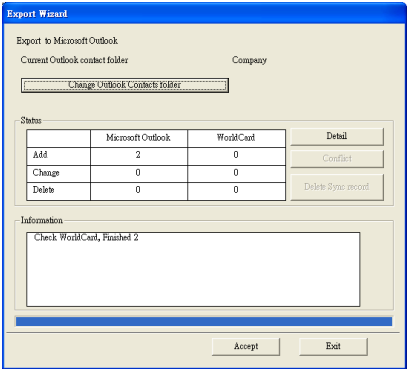 Export Wizard
Export to Microsoft Outlook
Current Outlook contact folder Company
Change Outlook Contacts folder
Status
Microsoft Outlook WorldCard
Add 2 0
Change 0 0
Delete 0 0
Detail
Conflict
Delete Sync record
Information
Check WorldCard, Finished 2
Accept Exit